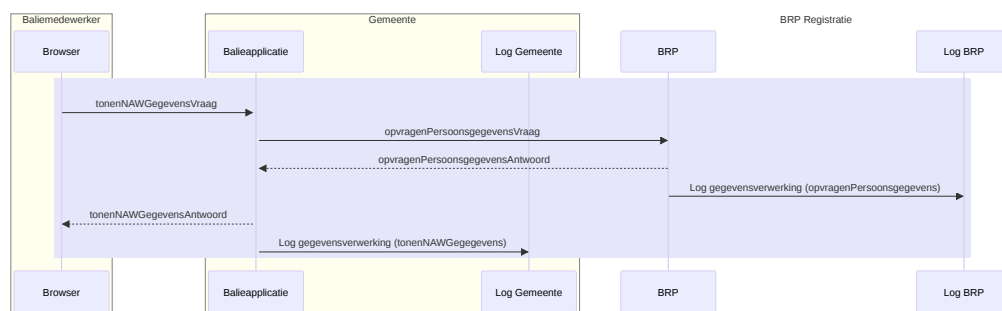 Baliemedewerker
Gemeente
BRP Registratie
Browser
Balieapplicatie
Log Gemeente
BRP
Log BRP
tonenNAWGegevensVraag
opvragenPersoonsgegevensVraag
opvragenPersoonsgegevensAntwoord
Log gegevensverwerking (opvragenPersoonsgegevens)
tonenNAWGegevensAntwoord
Log gegevensverwerking (tonenNAWGegegevens)
Browser
Balieapplicatie
Log Gemeente
BRP
Log BRP